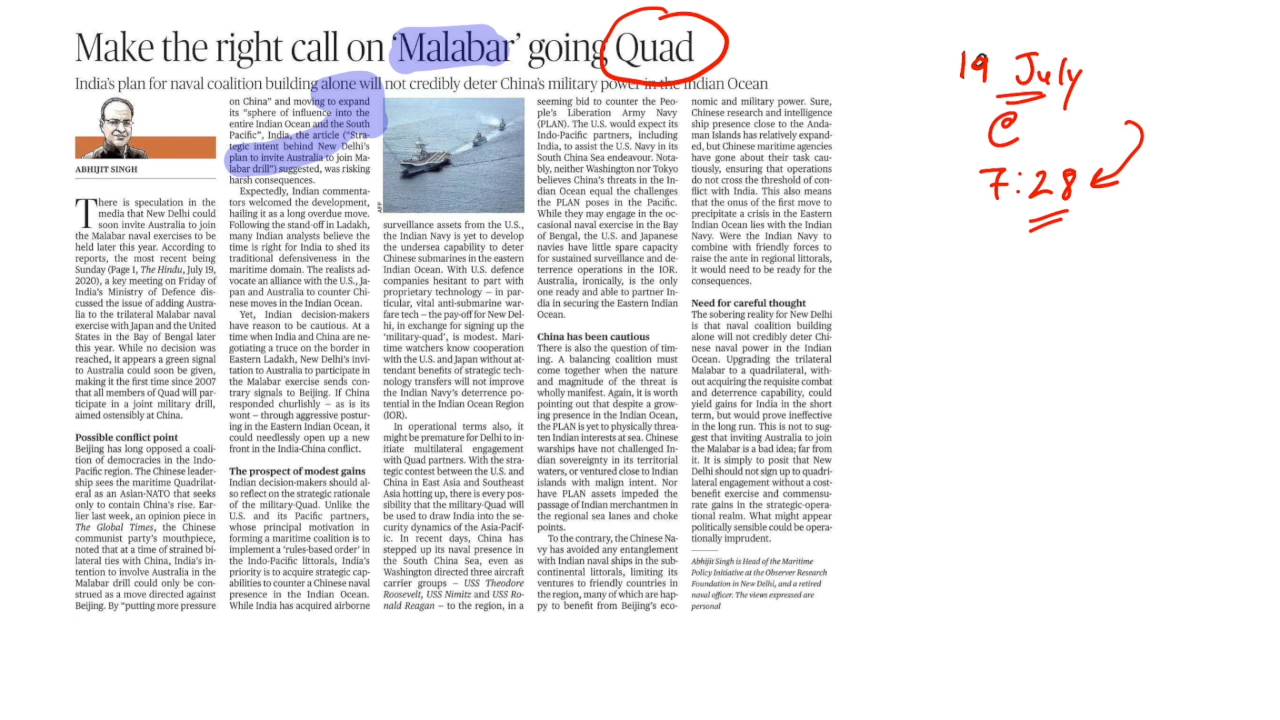 Make the right call on ‘Malabar’ going Quad
India’s plan for naval coalition building alone will not credibly deter China’s military power in the Indian Ocean
ABHIJIT SINGH
There is speculation in the
media that New Delhi could
soon invite Australia to join
the Malabar naval exercises to be
held later this year. According to
reports, the most recent being
Sunday (Page 1, The Hindu, July 19,
2020), a key meeting on Friday of
India’s Ministry of Defence dis-
cussed the issue of adding Austra-
lia to the trilateral Malabar naval
exercise with Japan and the United
States in the Bay of Bengal later
this year. While no decision was
reached, it appears a green signal
to Australia could soon be given,
making it the first time since 2007
that all members of Quad will par-
ticipate in a joint military drill,
aimed ostensibly at China.
Possible conflict point
Beijing has long opposed a coali-
tion of democracies in the Indo-
Pacific region. The Chinese leader-
ship sees the maritime Quadrilat-
eral as an Asian-NATO that seeks
only to contain China’s rise. Ear-
lier last week, an opinion piece in
The Global Times, the Chinese
communist party’s mouthpiece,
noted that at a time of strained bi-
lateral ties with China, India’s in-
tention to involve Australia in the
Malabar drill could only be con-
strued as a move directed against
Beijing. By “putting more pressure
on China” and moving to expand
its “sphere of influence into the
entire Indian Ocean and the South
Pacific”, India, the article (“Stra-
tegic intent behind New Delhi’s
plan to invite Australia to join Ma-
labar drill”) suggested, was risking
harsh consequences.
Expectedly, Indian commenta-
tors welcomed the development,
hailing it as a long overdue move.
Following the stand-off in Ladakh,
many Indian analysts believe the
time is right for India to shed its
traditional defensiveness in the
maritime domain. The realists ad-
vocate an alliance with the U.S., Ja-
pan and Australia to counter Chi-
nese moves in the Indian Ocean.
Yet, Indian decision-makers
have reason to be cautious. At a
time when India and China are ne-
gotiating a truce on the border in
Eastern Ladakh, New Delhi’s invi-
tation to Australia to participate in
the Malabar exercise sends con-
trary signals to Beijing. If China
responded churlishly — as is its
wont — through aggressive postur-
ing in the Eastern Indian Ocean, it
could needlessly open up a new
front in the India-China conflict.
The prospect of modest gains
Indian decision-makers should al-
so reflect on the strategic rationale
of the military-Quad. Unlike the
U.S. and its Pacific partners,
whose principal motivation in
forming a maritime coalition is to
implement a ‘rules-based order’ in
the Indo-Pacific littorals, India’s
priority is to acquire strategic cap-
abilities to counter a Chinese naval
presence in the Indian Ocean.
While India has acquired airborne
AFP
surveillance assets from the U.S.,
the Indian Navy is yet to develop
the undersea capability to deter
Chinese submarines in the eastern
Indian Ocean. With U.S. defence
companies hesitant to part with
proprietary technology — in par-
ticular, vital anti-submarine war-
fare tech — the pay-off for New Del-
hi, in exchange for signing up the
‘military-quad’, is modest. Mari-
time watchers know cooperation
with the U.S. and Japan without at-
tendant benefits of strategic tech-
nology transfers will not improve
the Indian Navy’s deterrence po-
tential in the Indian Ocean Region
(IOR).
In operational terms also, it
might be premature for Delhi to in-
itiate multilateral engagement
with Quad partners. With the stra-
tegic contest between the U.S. and
China in East Asia and Southeast
Asia hotting up, there is every pos-
sibility that the military-Quad will
be used to draw India into the se-
curity dynamics of the Asia-Pacif-
ic. In recent days, China has
stepped up its naval presence in
the South China Sea, even as
Washington directed three aircraft
carrier groups — USS Theodore
Roosevelt, USS Nimitz and USS Ro-
nald Reagan — to the region, in a
seeming bid to counter the Peo-
ple’s Liberation Army Navy
(PLAN). The U.S. would expect its
Indo-Pacific partners, including
India, to assist the U.S. Navy in its
South China Sea endeavour. Nota-
bly, neither Washington nor Tokyo
believes China’s threats in the In-
dian Ocean equal the challenges
the PLAN poses in the Pacific.
While they may engage in the oc-
casional naval exercise in the Bay
of Bengal, the U.S. and Japanese
navies have little spare capacity
for sustained surveillance and de-
terrence operations in the IOR.
Australia, ironically, is the only
one ready and able to partner In-
dia in securing the Eastern Indian
Ocean.
China has been cautious
There is also the question of tim-
ing. A balancing coalition must
come together when the nature
and magnitude of the threat is
wholly manifest. Again, it is worth
pointing out that despite a grow-
ing presence in the Indian Ocean,
the PLAN is yet to physically threa-
ten Indian interests at sea. Chinese
warships have not challenged In-
dian sovereignty in its territorial
waters, or ventured close to Indian
islands with malign intent. Nor
have PLAN assets impeded the
passage of Indian merchantmen in
the regional sea lanes and choke
points.
To the contrary, the Chinese Na-
vy has avoided any entanglement
with Indian naval ships in the sub-
continental littorals, limiting its
ventures to friendly countries in
the region, many of which are hap-
py to benefit from Beijing’s eco-
nomic and military power. Sure,
Chinese research and intelligence
ship presence close to the Anda-
man Islands has relatively expand-
ed, but Chinese maritime agencies
have gone about their task cau-
tiously, ensuring that operations
do not cross the threshold of con-
flict with India. This also means
that the onus of the first move to
precipitate a crisis in the Eastern
Indian Ocean lies with the Indian
Navy. Were the Indian Navy to
combine with friendly forces to
raise the ante in regional littorals,
it would need to be ready for the
consequences.
Need for careful thought
The sobering reality for New Delhi
is that naval coalition building
alone will not credibly deter Chi-
nese naval power in the Indian
Ocean. Upgrading the trilateral
Malabar to a quadrilateral, with-
out acquiring the requisite combat
and deterrence capability, could
yield gains for India in the short
term, but would prove ineffective
in the long run. This is not to sug-
gest that inviting Australia to join
the Malabar is a bad idea; far from
it. It is simply to posit that New
Delhi should not sign up to quadri-
lateral engagement without a cost-
benefit exercise and commensu-
rate gains in the strategic-opera-
tional realm. What might appear
politically sensible could be opera-
tionally imprudent.
Abhijit Singh is Head of the Maritime
Policy Initiative at the Observer Research
Foundation in New Delhi, and a retired
naval officer. The views expressed are
personal
19 July
@
7:28